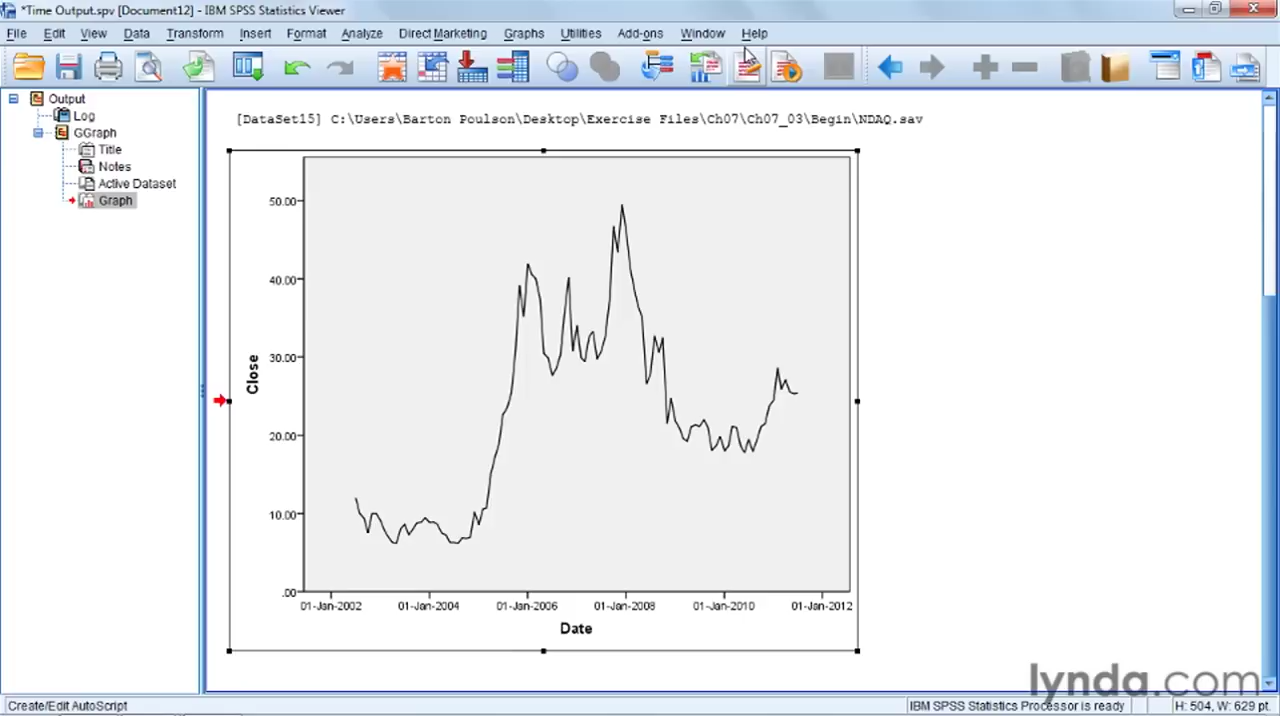 *Time Output.spv [Document12] - IBM SPSS Statistics Viewer
File Edit View Data Transform Insert Format Analyze Direct Marketing Graphs Utilities Add-ons Window Help
Output
Log
GGraph
Title
Notes
Active Dataset
Graph
[DataSet15] C:\Users\Barton Poulson\Desktop\Exercise Files\Ch07\Ch07_03\Begin\NDAQ.sav
50.00
40.00
30.00
20.00
10.00
.00
Close
01-Jan-2002 01-Jan-2004 01-Jan-2006 01-Jan-2008 01-Jan-2010 01-Jan-2012
Date
lynda.com
Create/Edit AutoScript
IBM SPSS Statistics Processor is ready
H: 504, W: 629 pt.